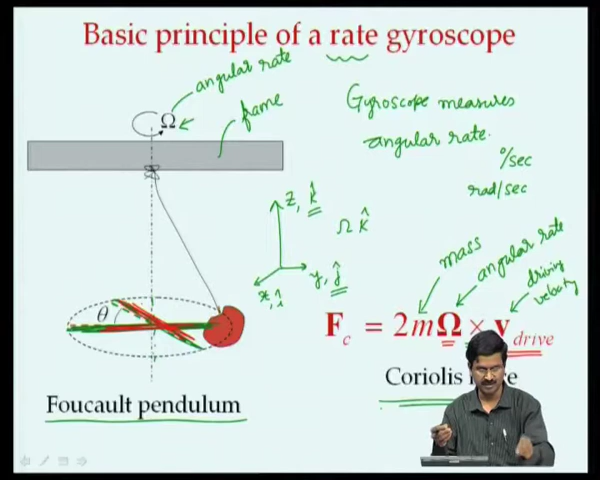 Basic principle of a rate gyroscope
angular rate
Ω
frame
Gyroscope measures
angular rate.
°/sec
rad/sec
z, k̂
Ω k̂
y, ĵ
x, î
mass
angular rate
driving
velocity
θ
F_c = 2mΩ × v_drive
Coriolis
Foucault pendulum